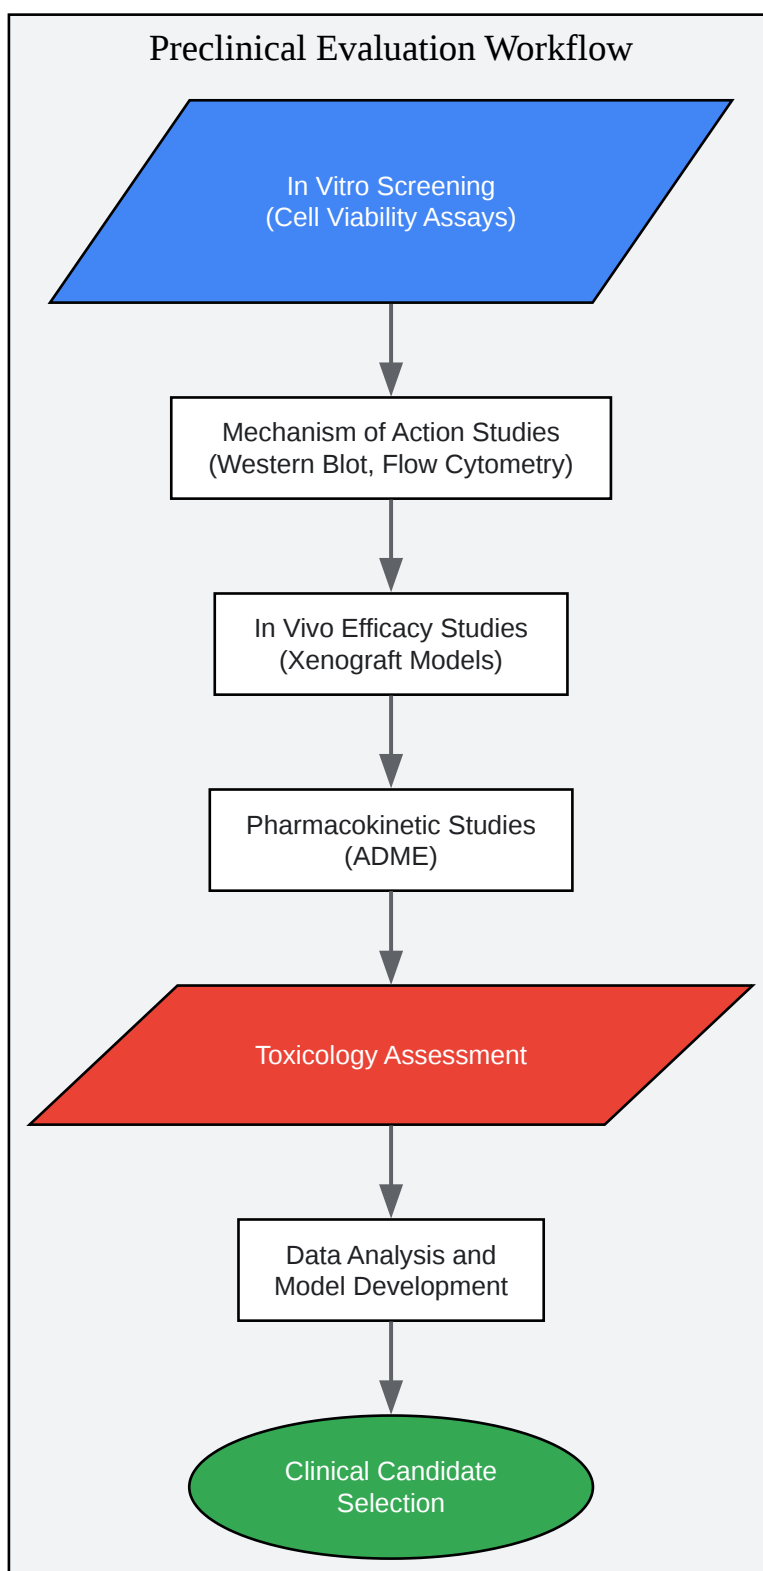 Preclinical Evaluation Workflow
In Vitro Screening
(Cell Viability Assays)
Mechanism of Action Studies
(Western Blot, Flow Cytometry)
In Vivo Efficacy Studies
(Xenograft Models)
Pharmacokinetic Studies
(ADME)
Toxicology Assessment
Data Analysis and
Model Development
Clinical Candidate
Selection